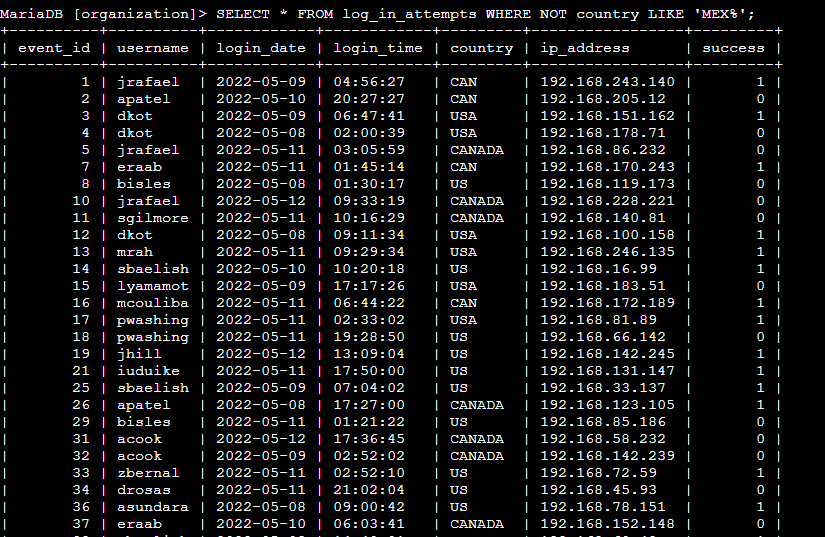 MariaDB [organization]> SELECT * FROM log_in_attempts WHERE NOT country LIKE 'MEX%';
+----------+----------+------------+------------+---------+-----------------+---------+
| event_id | username | login_date | login_time | country | ip_address      | success |
+----------+----------+------------+------------+---------+-----------------+---------+
|        1 | jrafael  | 2022-05-09 | 04:56:27   | CAN     | 192.168.243.140 |       1 |
|        2 | apatel   | 2022-05-10 | 20:27:27   | CAN     | 192.168.205.12  |       0 |
|        3 | dkot     | 2022-05-09 | 06:47:41   | USA     | 192.168.151.162 |       1 |
|        4 | dkot     | 2022-05-08 | 02:00:39   | USA     | 192.168.178.71  |       0 |
|        5 | jrafael  | 2022-05-11 | 03:05:59   | CANADA  | 192.168.86.232  |       0 |
|        7 | eraab    | 2022-05-11 | 01:45:14   | CAN     | 192.168.170.243 |       1 |
|        8 | bisles   | 2022-05-08 | 01:30:17   | US      | 192.168.119.173 |       0 |
|       10 | jrafael  | 2022-05-12 | 09:33:19   | CANADA  | 192.168.228.221 |       0 |
|       11 | sgilmore | 2022-05-11 | 10:16:29   | CANADA  | 192.168.140.81  |       0 |
|       12 | dkot     | 2022-05-08 | 09:11:34   | USA     | 192.168.100.158 |       1 |
|       13 | mrah     | 2022-05-11 | 09:29:34   | USA     | 192.168.246.135 |       1 |
|       14 | sbaelish | 2022-05-10 | 10:20:18   | US      | 192.168.16.99   |       1 |
|       15 | lyamamot | 2022-05-09 | 17:17:26   | USA     | 192.168.183.51  |       0 |
|       16 | mcouliba | 2022-05-11 | 06:44:22   | CAN     | 192.168.172.189 |       1 |
|       17 | pwashing | 2022-05-11 | 02:33:02   | USA     | 192.168.81.89   |       1 |
|       18 | pwashing | 2022-05-11 | 19:28:50   | US      | 192.168.66.142  |       0 |
|       19 | jhill    | 2022-05-12 | 13:09:04   | US      | 192.168.142.245 |       1 |
|       21 | iuduike  | 2022-05-11 | 17:50:00   | US      | 192.168.131.147 |       1 |
|       25 | sbaelish | 2022-05-09 | 07:04:02   | US      | 192.168.33.137  |       1 |
|       26 | apatel   | 2022-05-08 | 17:27:00   | CANADA  | 192.168.123.105 |       1 |
|       29 | bisles   | 2022-05-11 | 01:21:22   | US      | 192.168.85.186  |       0 |
|       31 | acook    | 2022-05-12 | 17:36:45   | CANADA  | 192.168.58.232  |       0 |
|       32 | acook    | 2022-05-09 | 02:52:02   | CANADA  | 192.168.142.239 |       0 |
|       33 | zbernal  | 2022-05-11 | 02:52:10   | US      | 192.168.72.59   |       1 |
|       34 | drosas   | 2022-05-11 | 21:02:04   | US      | 192.168.45.93   |       0 |
|       36 | asundara | 2022-05-08 | 09:00:42   | US      | 192.168.78.151  |       1 |
|       37 | eraab    | 2022-05-10 | 06:03:41   | CANADA  | 192.168.152.148 |       0 |